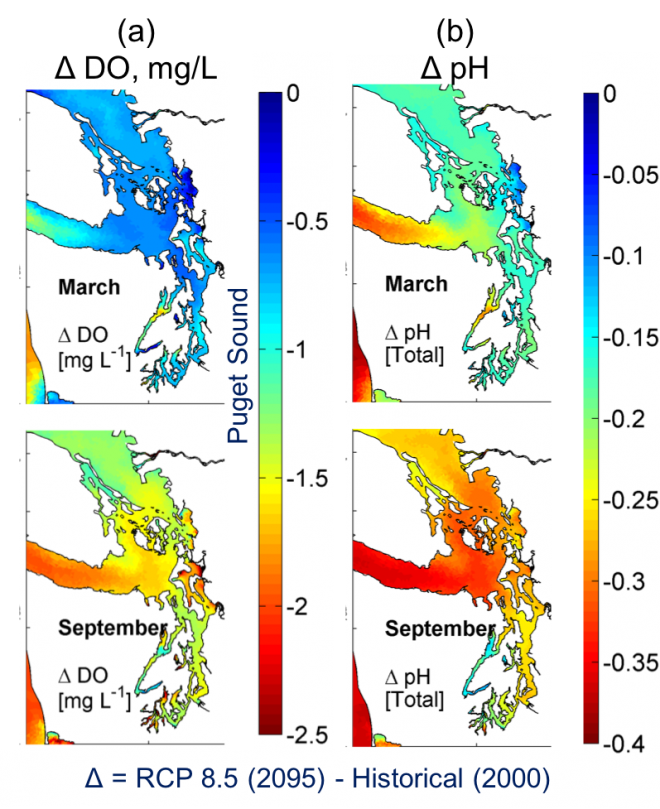 (a)
Δ DO, mg/L
(b)
Δ pH
0
-0.5
-1
-1.5
-2
-2.5
Puget Sound
0
-0.05
-0.1
-0.15
-0.2
-0.25
-0.3
-0.35
-0.4
March
Δ DO
[mg L⁻¹]
March
Δ pH
[Total]
September
Δ DO
[mg L⁻¹]
September
Δ pH
[Total]
Δ = RCP 8.5 (2095) - Historical (2000)